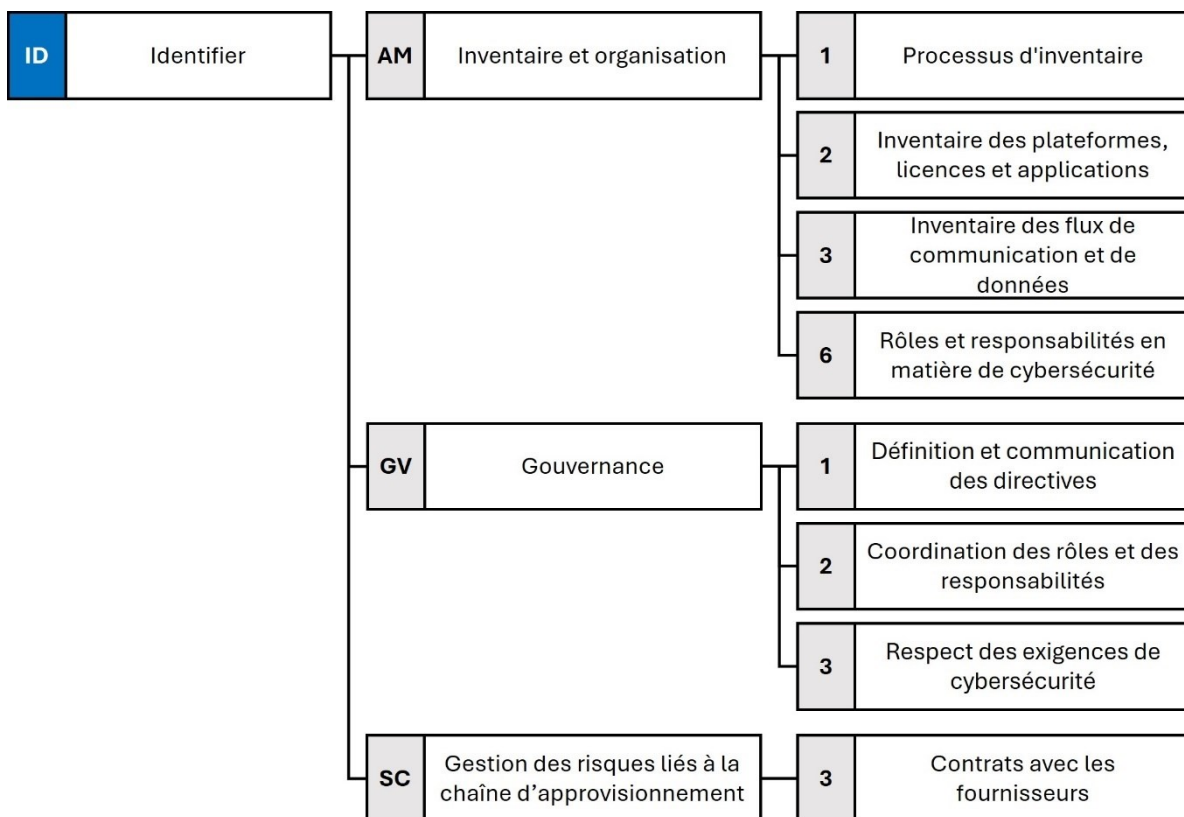 ID
Identifier
AM
Inventaire et organisation
1
Processus d'inventaire
2
Inventaire des plateformes,
licences et applications
3
Inventaire des flux de
communication et de
données
6
Rôles et responsabilités en
matière de cybersécurité
GV
Gouvernance
1
Définition et communication
des directives
2
Coordination des rôles et des
responsabilités
3
Respect des exigences de
cybersécurité
SC
Gestion des risques liés à la
chaîne d’approvisionnement
3
Contrats avec les
fournisseurs